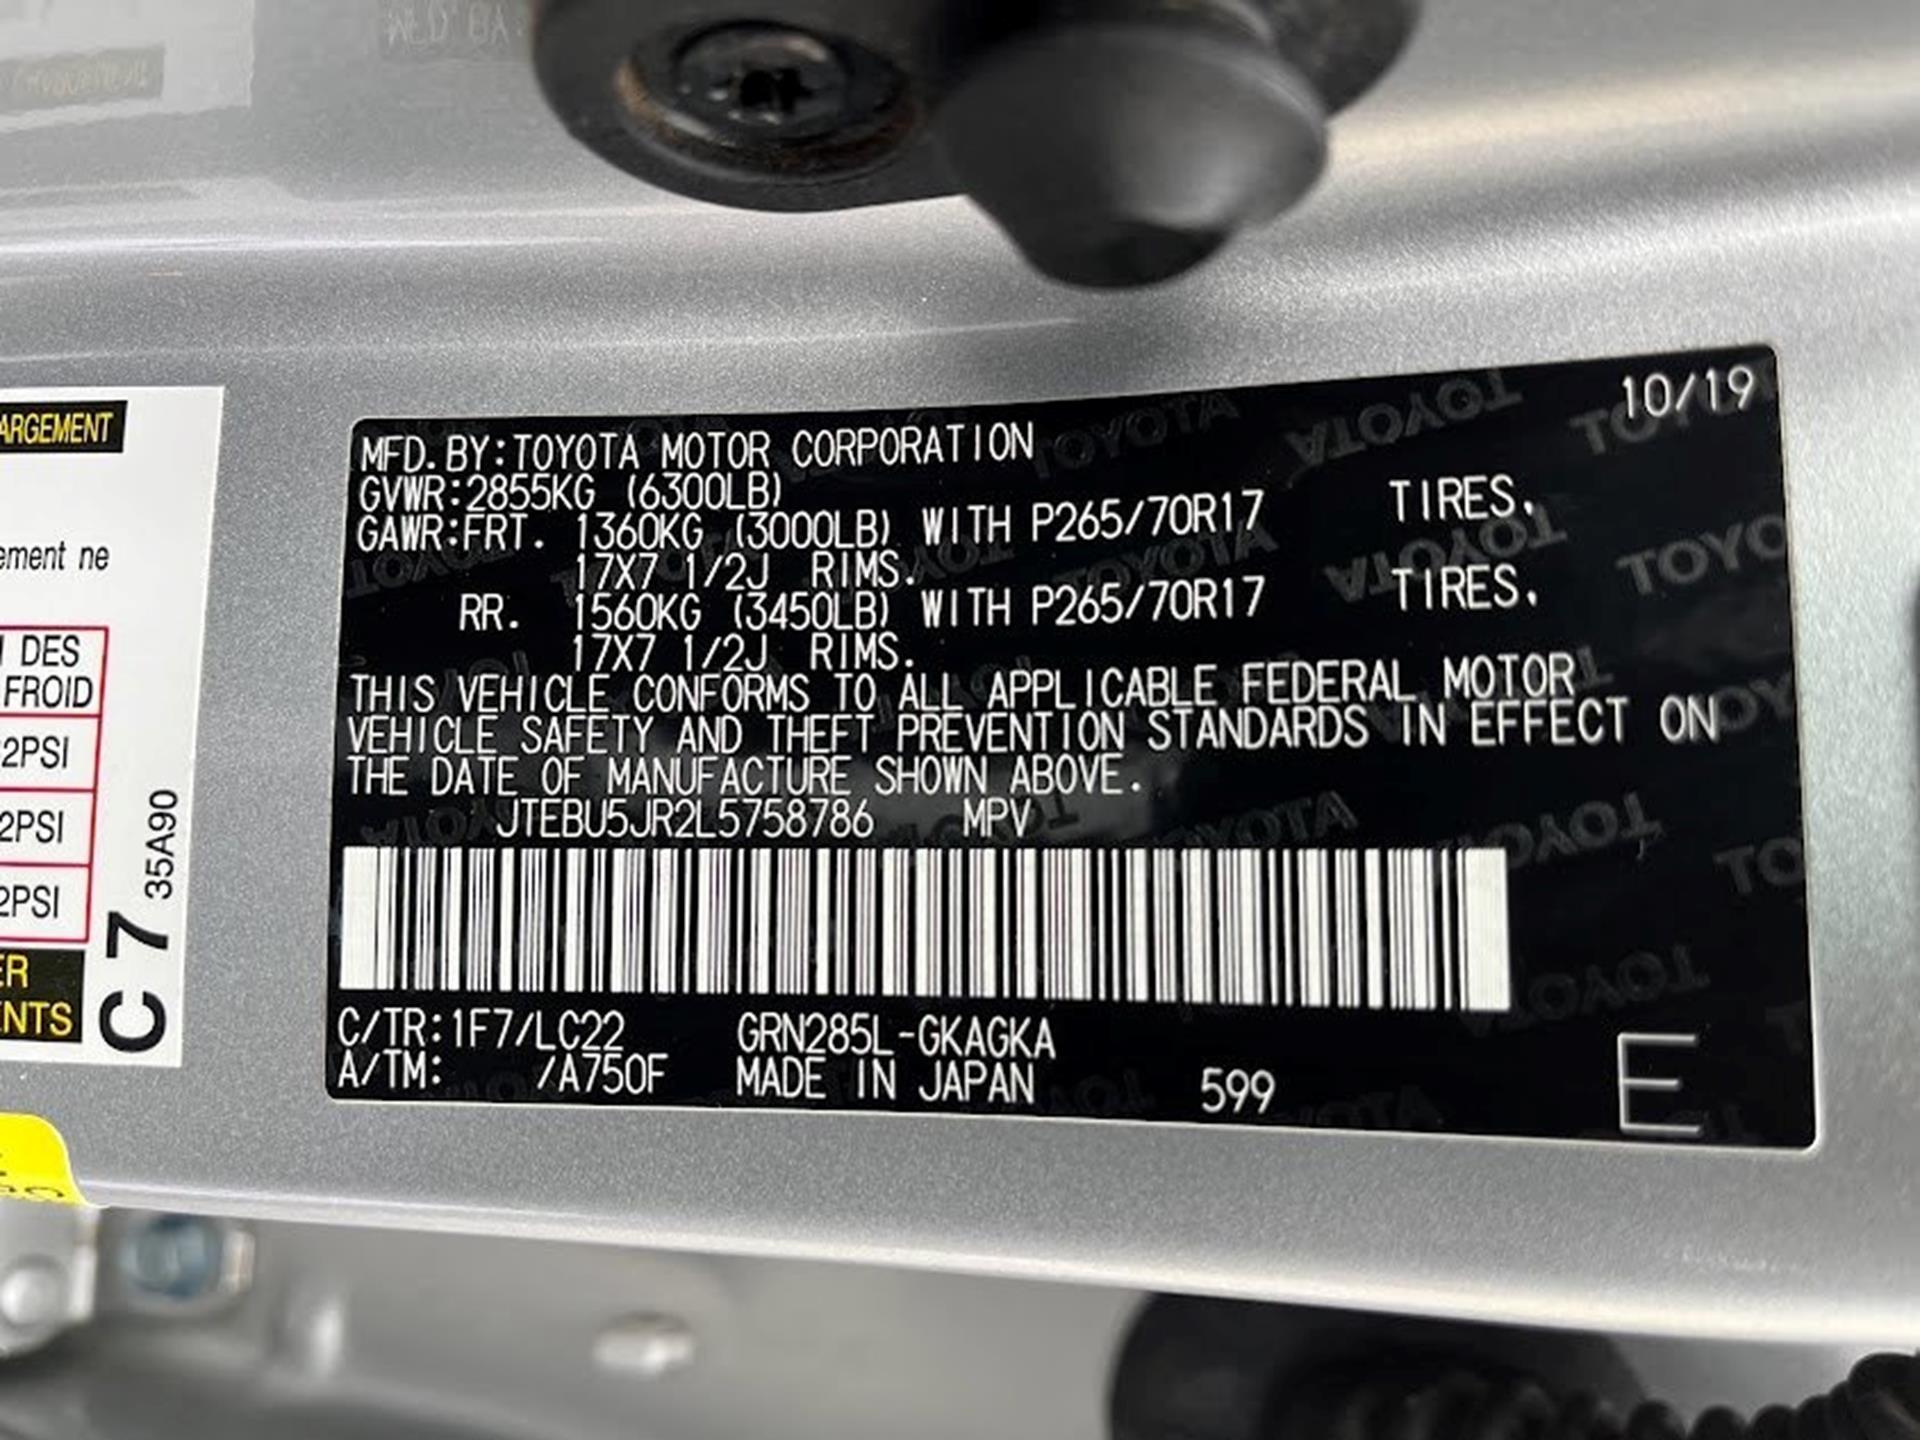 ARGEMENT
ement ne
DES
FROID
2PSI
2PSI
2PSI
ER
ENTS
C 7
35A90
10/19
MFD. BY: TOYOTA MOTOR CORPORATION
GVWR: 2855KG (6300LB)
GAWR: FRT. 1360KG (3000LB) WITH P265/70R17 TIRES.
17X7 1/2J RIMS.
RR. 1560KG (3450LB) WITH P265/70R17 TIRES.
17X7 1/2J RIMS.
THIS VEHICLE CONFORMS TO ALL APPLICABLE FEDERAL MOTOR
VEHICLE SAFETY AND THEFT PREVENTION STANDARDS IN EFFECT ON
THE DATE OF MANUFACTURE SHOWN ABOVE.
JTEBU5JR2L5758786 MPV
C/TR: 1F7/LC22 GRN285L-GKAGKA
A/TM: /A750F MADE IN JAPAN 599
E